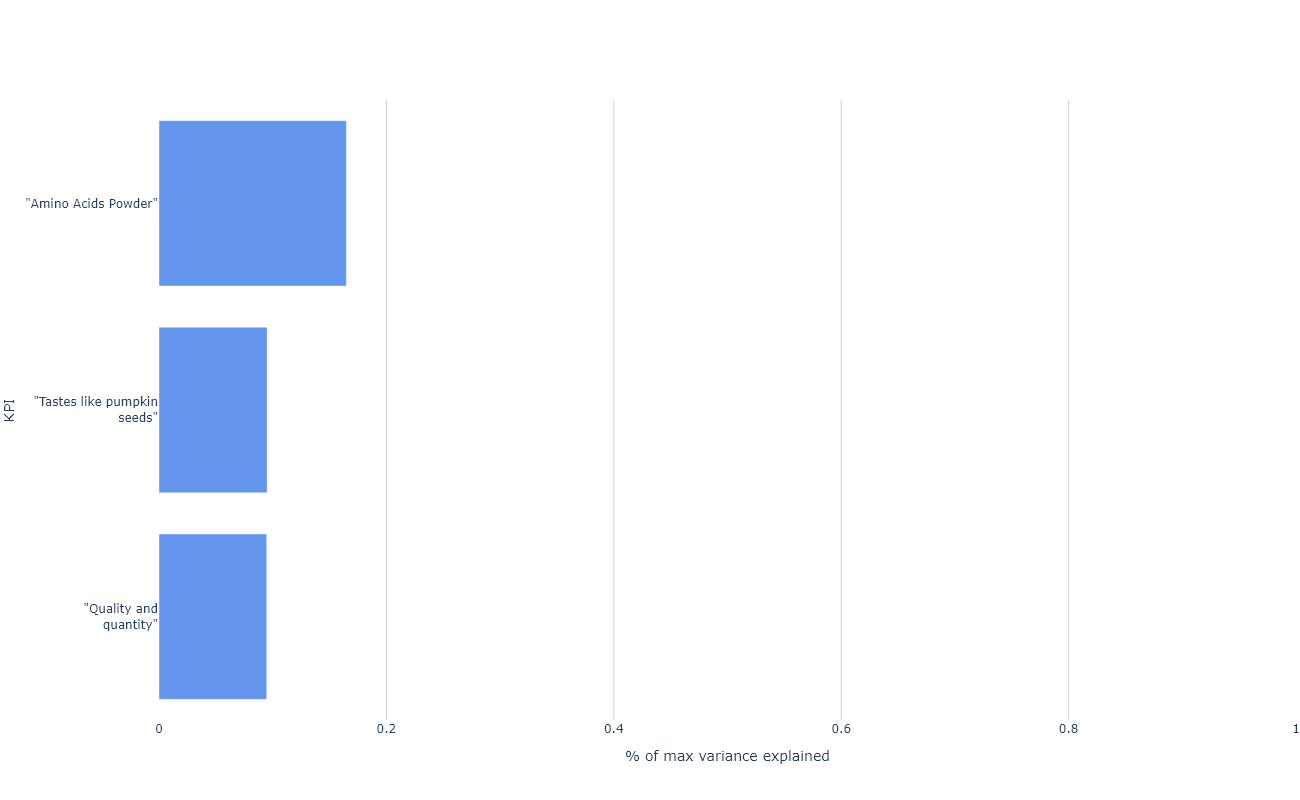 "Amino Acids Powder"
"Tastes like pumpkin
seeds"
KPI
"Quality and
quantity"
0
0.2
0.4
0.6
0.8
1
% of max variance explained